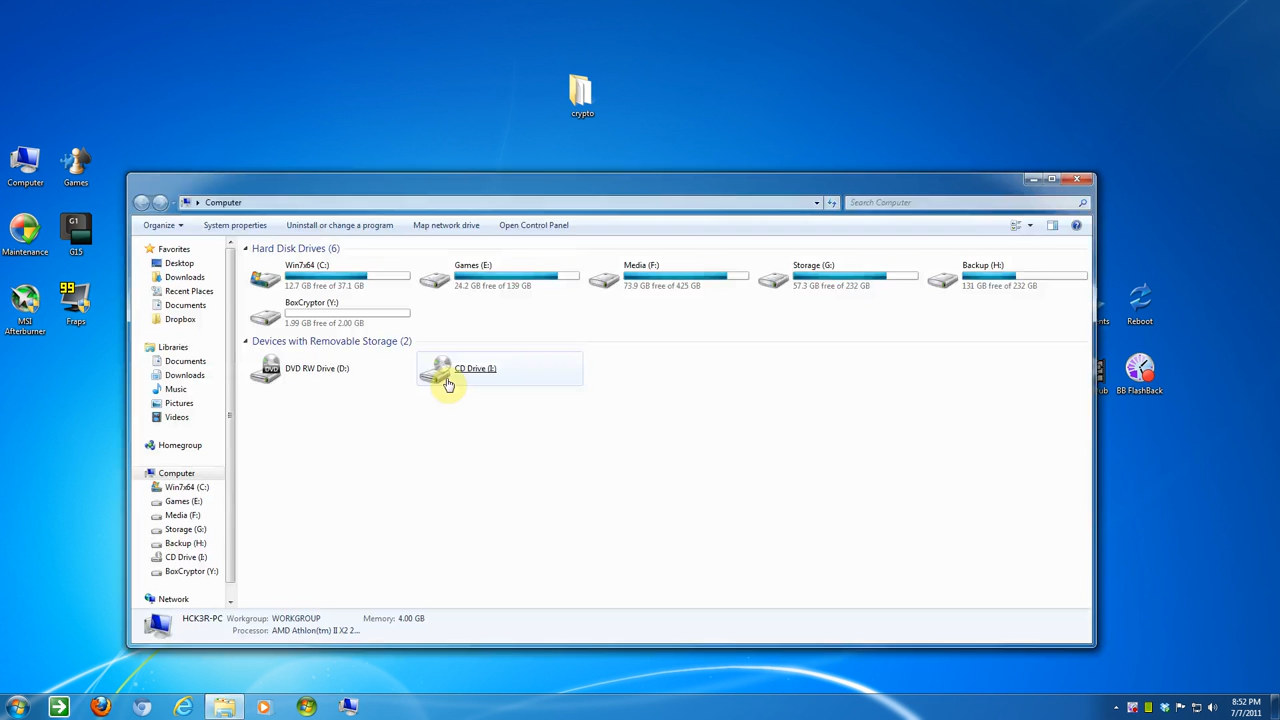 crypto
Computer
Games
Maintenance
G1
G15
99
MSI
Afterburner
Fraps
Reboot
BB FlashBack
Computer
Search Computer
Organize
System properties
Uninstall or change a program
Map network drive
Open Control Panel
Favorites
Desktop
Downloads
Recent Places
Documents
Dropbox
Libraries
Documents
Downloads
Music
Pictures
Videos
Homegroup
Computer
Win7x64 (C:)
Games (E:)
Media (F:)
Storage (G:)
Backup (H:)
CD Drive (I:)
BoxCryptor (Y:)
Network
Hard Disk Drives (6)
Win7x64 (C:)
12.7 GB free of 37.1 GB
Games (E:)
24.2 GB free of 139 GB
Media (F:)
73.9 GB free of 425 GB
Storage (G:)
57.3 GB free of 232 GB
Backup (H:)
131 GB free of 232 GB
BoxCryptor (Y:)
1.99 GB free of 2.00 GB
Devices with Removable Storage (2)
DVD
DVD RW Drive (D:)
CD Drive (I:)
HCK3R-PC Workgroup: WORKGROUP Memory: 4.00 GB
Processor: AMD Athlon(tm) II X2 2...
8:52 PM
7/7/2011